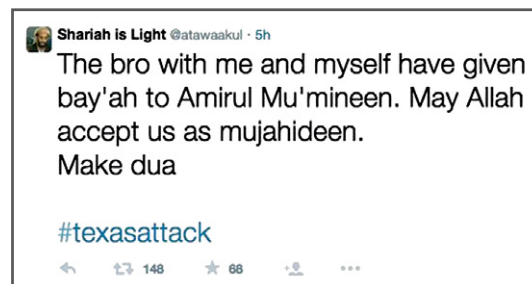 Shariah is Light @atawaakul · 5h
The bro with me and myself have given
bay'ah to Amirul Mu'mineen. May Allah
accept us as mujahideen.
Make dua
#texasattack
148 68